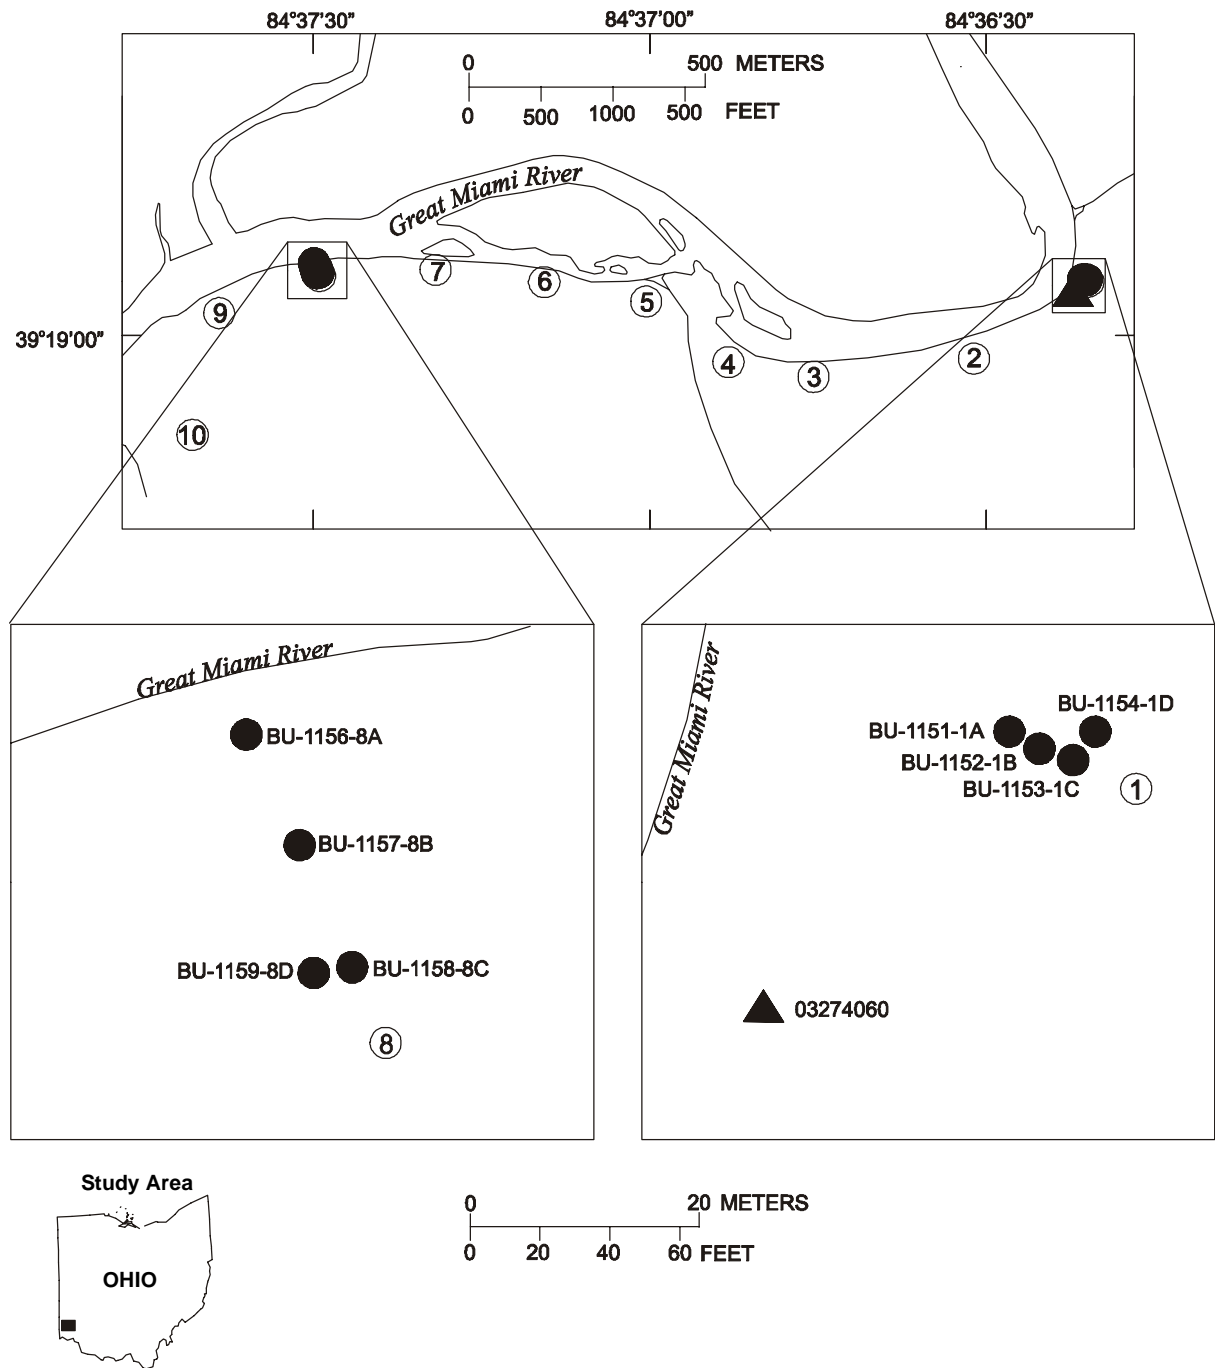 84°37'30" 84°37'00" 84°36'30"
0 500 METERS
0 500 1000 500 FEET
Great Miami River
7
6
5
9
39°19'00"
4
3
2
10
Great Miami River
BU-1156-8A
BU-1157-8B
BU-1159-8D
BU-1158-8C
8
Great Miami River
BU-1154-1D
BU-1151-1A
BU-1152-1B
BU-1153-1C
1
03274060
Study Area
OHIO
0 20 METERS
0 20 40 60 FEET